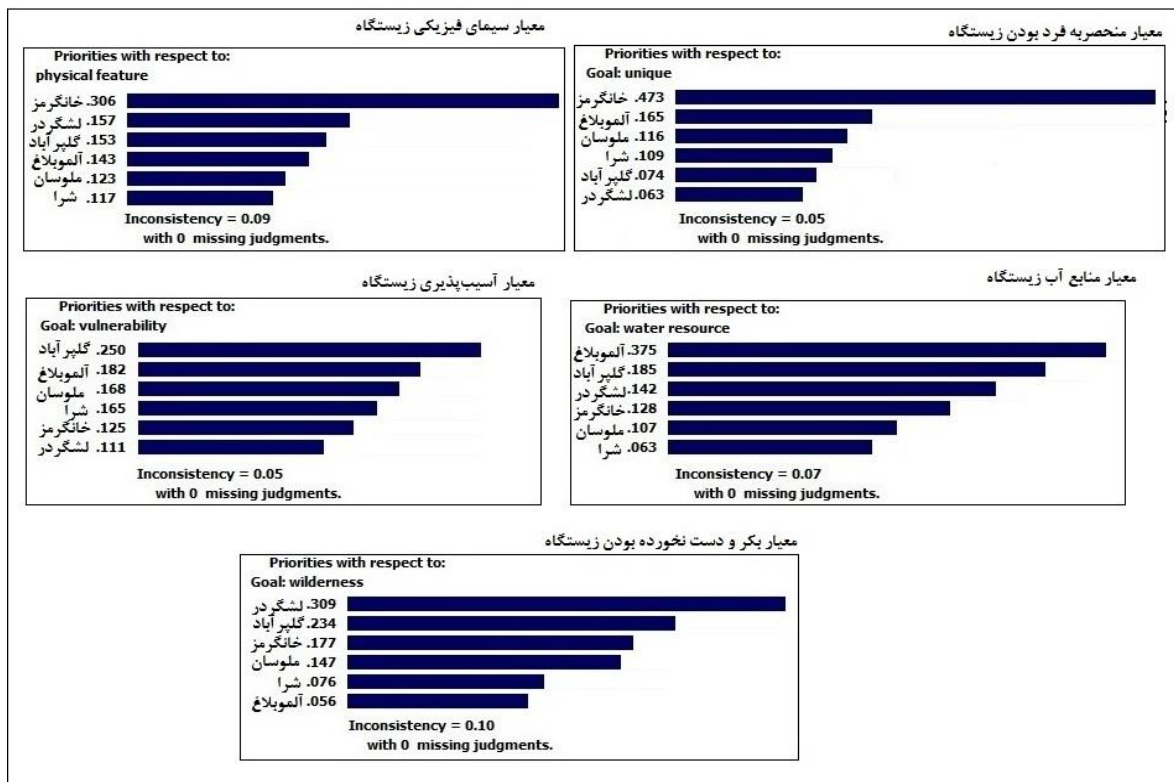 معیار سیمای فیزیکی زیستگاه
Priorities with respect to:
physical feature
خانگرمز .306
لشگردر .157
گلپرآباد .153
آلموبلاغ .143
ملوسان .123
شرا .117
Inconsistency = 0.09
with 0 missing judgments.
معیار منحصربه فرد بودن زیستگاه
Priorities with respect to:
Goal: unique
خانگرمز .473
آلموبلاغ .165
ملوسان .116
شرا .109
گلپرآباد .074
لشگردر .063
Inconsistency = 0.05
with 0 missing judgments.
معیار آسیب‌پذیری زیستگاه
Priorities with respect to:
Goal: vulnerability
گلپرآباد .250
آلموبلاغ .182
ملوسان .168
شرا .165
خانگرمز .125
لشگردر .111
Inconsistency = 0.05
with 0 missing judgments.
معیار منابع آب زیستگاه
Priorities with respect to:
Goal: water resource
آلموبلاغ .375
گلپرآباد .185
لشگردر .142
خانگرمز .128
ملوسان .107
شرا .063
Inconsistency = 0.07
with 0 missing judgments.
معیار بکر و دست نخورده بودن زیستگاه
Priorities with respect to:
Goal: wilderness
لشگردر .309
گلپرآباد .234
خانگرمز .177
ملوسان .147
شرا .076
آلموبلاغ .056
Inconsistency = 0.10
with 0 missing judgments.